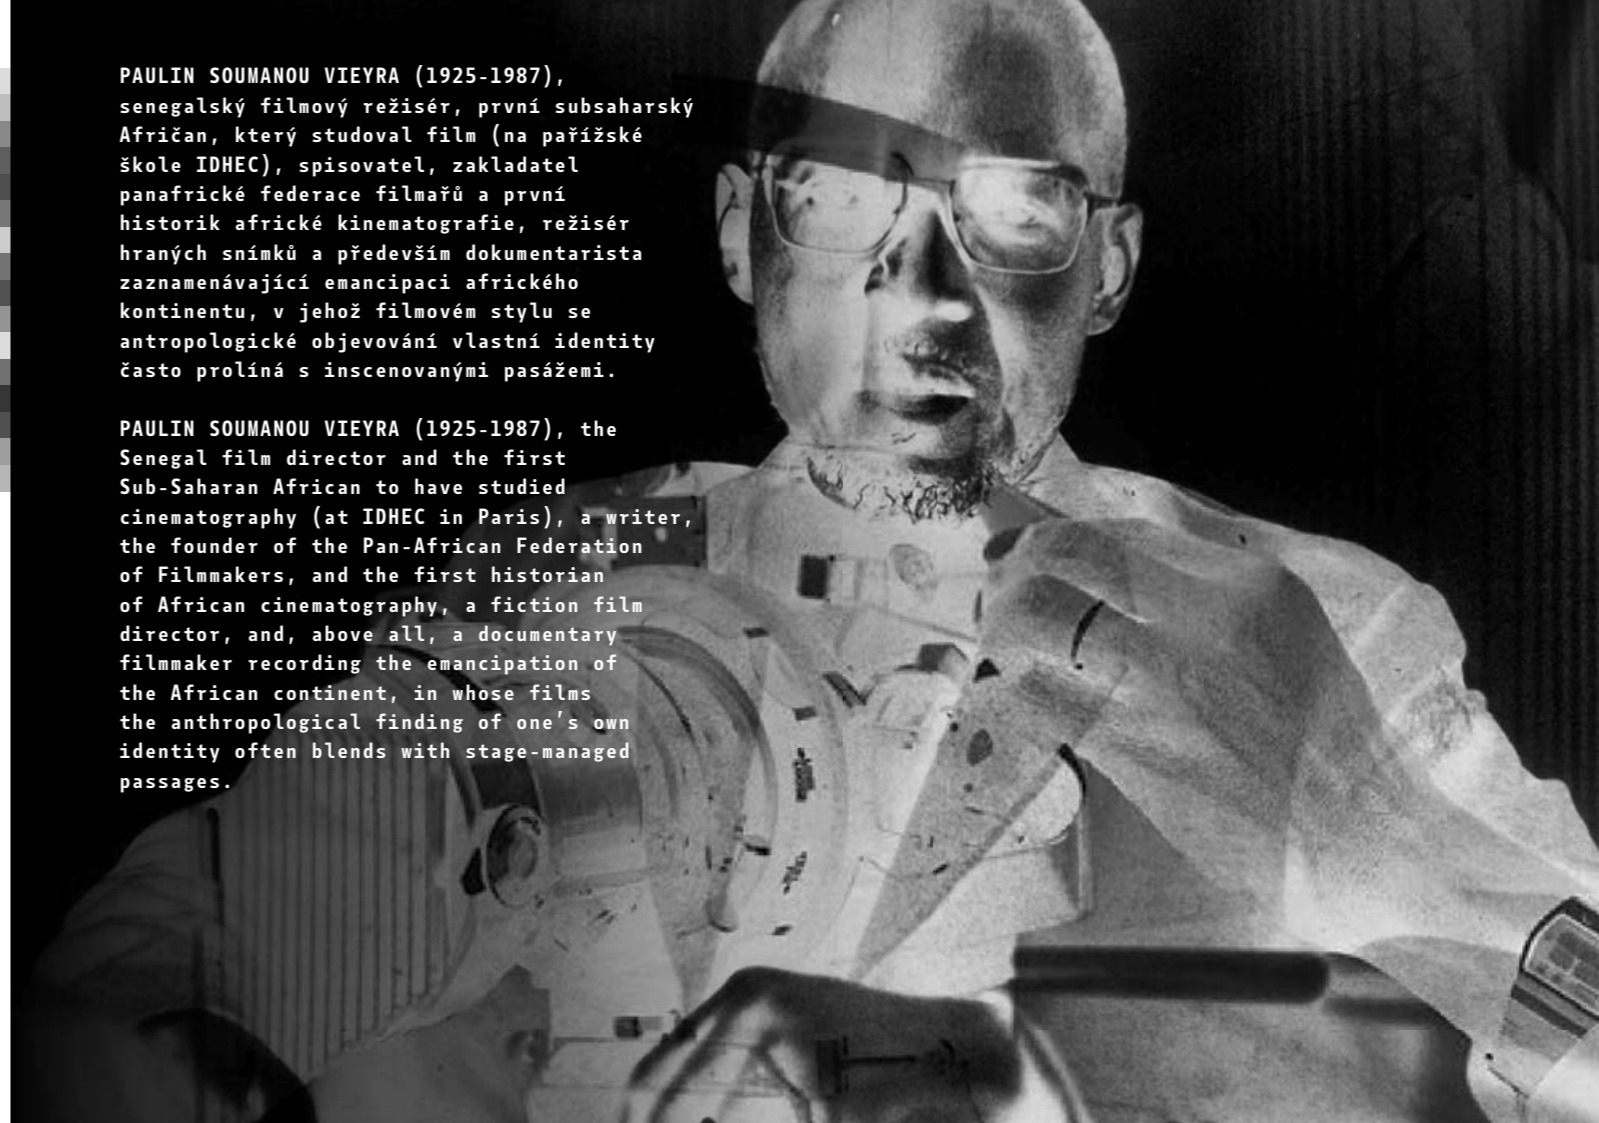 PAULIN SOUMANOU VIEYRA (1925-1987),
senegalský filmový režisér, první subsaharský
Afričan, který studoval film (na pařížské
škole IDHEC), spisovatel, zakladatel
panafrické federace filmařů a první
historik africké kinematografie, režisér
hraných snímků a především dokumentarista
zaznamenávající emancipaci afrického
kontinentu, v jehož filmovém stylu se
antropologické objevování vlastní identity
často prolíná s inscenovanými pasážemi.
PAULIN SOUMANOU VIEYRA (1925-1987), the
Senegal film director and the first
Sub-Saharan African to have studied
cinematography (at IDHEC in Paris), a writer,
the founder of the Pan-African Federation
of Filmmakers, and the first historian
of African cinematography, a fiction film
director, and, above all, a documentary
filmmaker recording the emancipation of
the African continent, in whose films
the anthropological finding of one's own
identity often blends with stage-managed
passages.